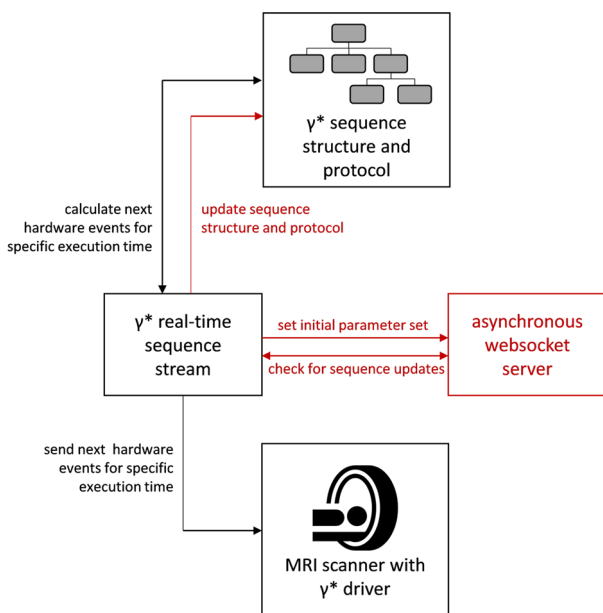 γ* sequence
structure and
protocol
calculate next
hardware events for
specific execution time
update sequence
structure and protocol
γ* real-time
sequence
stream
set initial parameter set
check for sequence updates
asynchronous
websocket
server
send next hardware
events for specific
execution time
MRI scanner with
γ* driver